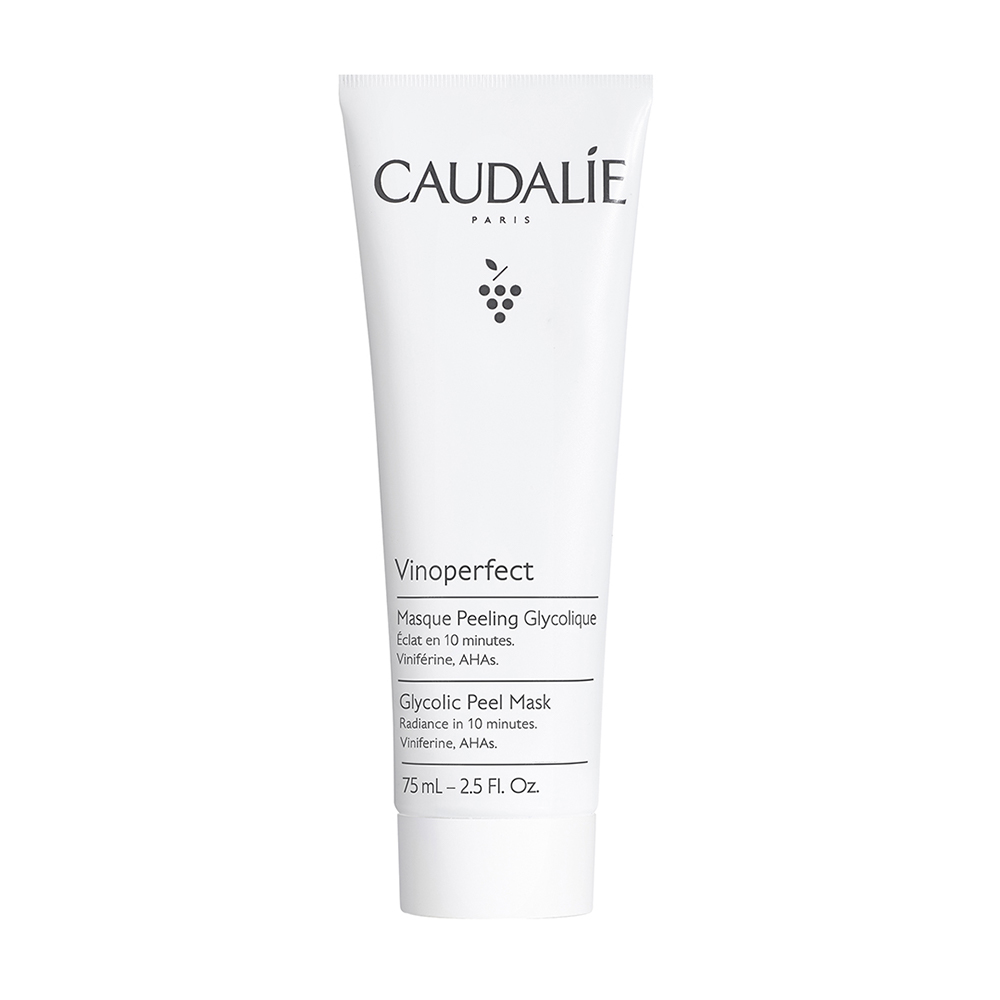 CAUDALÍE
PARIS
Vinoperfect
Masque Peeling Glycolique
Éclat en 10 minutes.
Viniférine, AHAs.
Glycolic Peel Mask
Radiance in 10 minutes.
Viniferine, AHAs.
75 mL – 2.5 Fl. Oz.